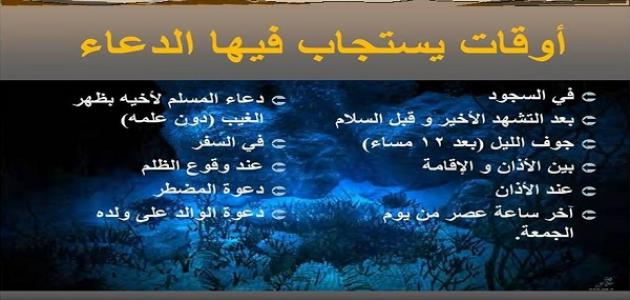 أوقات يستجاب فيها الدعاء
في السجود
بعد التشهد الأخير و قبل السلام
جوف الليل (بعد ١٢ مساء)
بين الأذان و الإقامة
عند الأذان
آخر ساعة عصر من يوم
الجمعة.
دعاء المسلم لأخيه بظهر
الغيب (دون علمه)
في السفر
عند وقوع الظلم
دعوة المضطر
دعوة الوالد على ولده